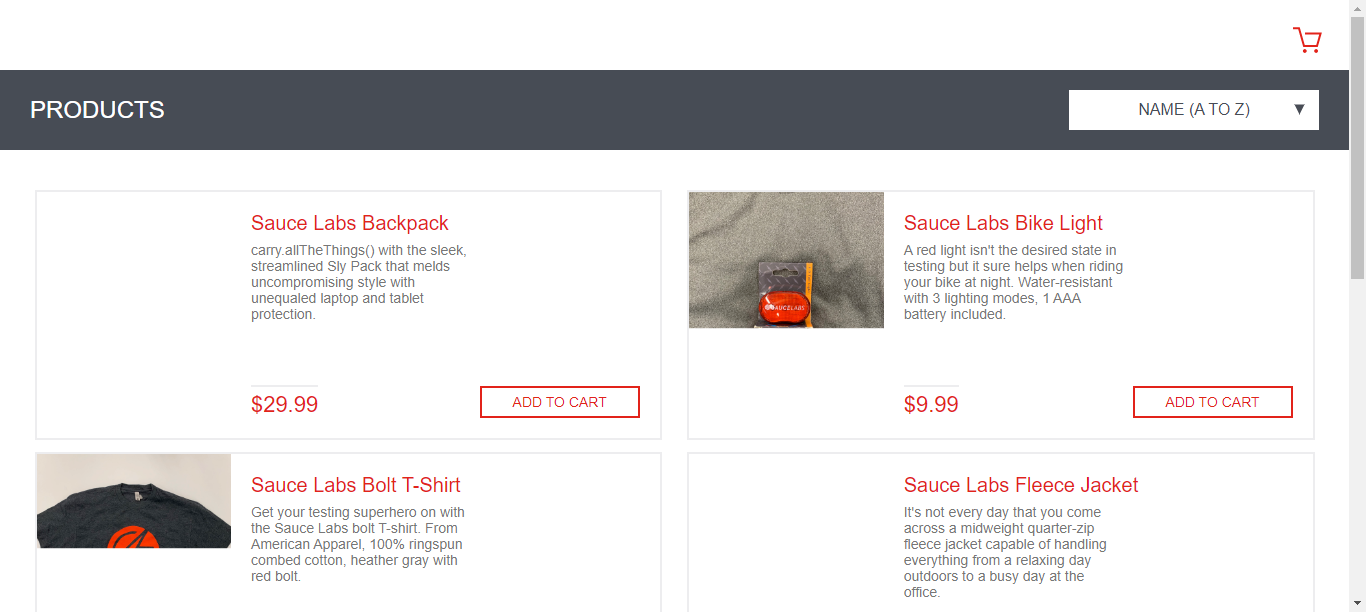 PRODUCTS
NAME (A TO Z)
Sauce Labs Backpack
carry.allTheThings() with the sleek,
streamlined Sly Pack that melds
uncompromising style with
unequaled laptop and tablet
protection.
$29.99
ADD TO CART
Sauce Labs Bike Light
A red light isn't the desired state in
testing but it sure helps when riding
your bike at night. Water-resistant
with 3 lighting modes, 1 AAA
battery included.
SAUCELABS
$9.99
ADD TO CART
Sauce Labs Bolt T-Shirt
Get your testing superhero on with
the Sauce Labs bolt T-shirt. From
American Apparel, 100% ringspun
combed cotton, heather gray with
red bolt.
Sauce Labs Fleece Jacket
It's not every day that you come
across a midweight quarter-zip
fleece jacket capable of handling
everything from a relaxing day
outdoors to a busy day at the
office.